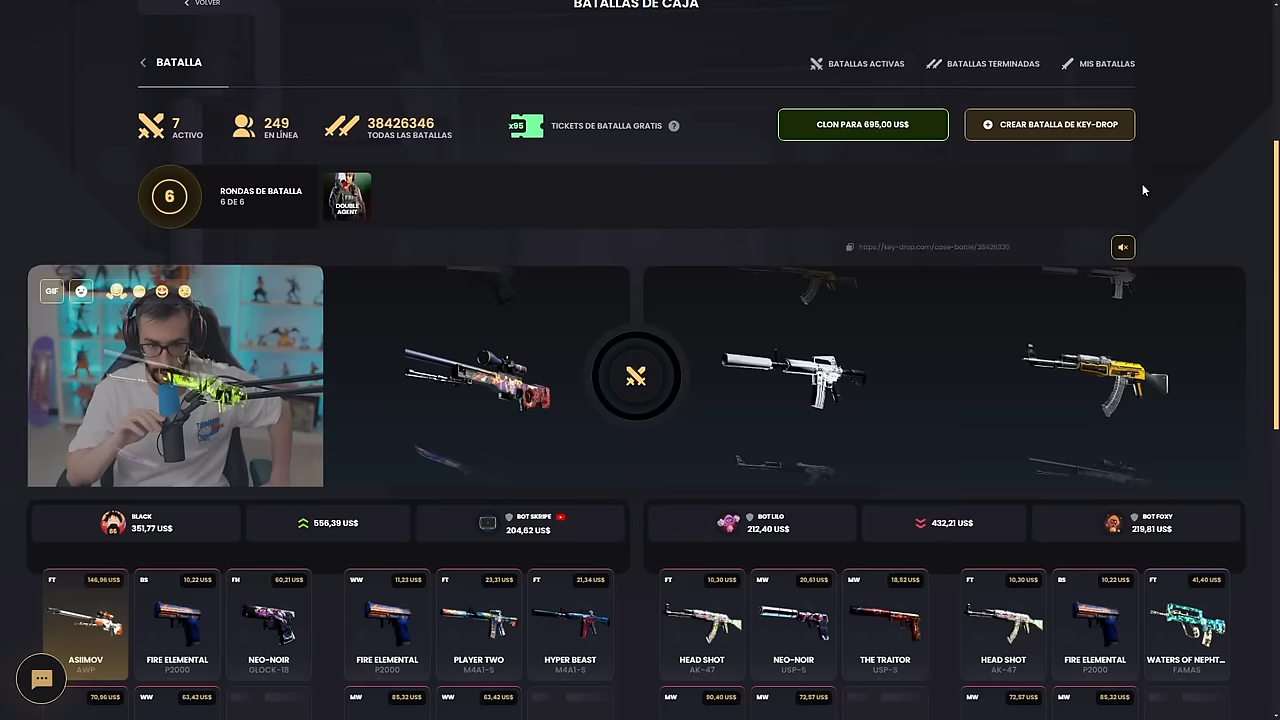 VOLVER
BATALLAS DE CAJA
BATALLA
BATALLAS ACTIVAS
BATALLAS TERMINADAS
MIS BATALLAS
7
ACTIVO
249
EN LÍNEA
38426346
TODAS LAS BATALLAS
x95
TICKETS DE BATALLA GRATIS ?
CLON PARA 695,00 US$
CREAR BATALLA DE KEY-DROP
6
RONDAS DE BATALLA
6 DE 6
DOUBLE
AGENT
https://key-drop.com/case-battle/38426330
GIF
BLACK
351,77 US$
556,39 US$
BOT SKRIPE
204,62 US$
BOT LILO
212,40 US$
432,21 US$
BOT FOXY
219,81 US$
FT 146,96 US$
BS 10,22 US$
FN 60,21 US$
WW 11,23 US$
FT 23,31 US$
FT 21,34 US$
FT 10,30 US$
MW 20,61 US$
MW 18,52 US$
FT 10,30 US$
BS 10,22 US$
FT 41,40 US$
ASIIMOV
AWP
FIRE ELEMENTAL
P2000
NEO-NOIR
GLOCK-18
FIRE ELEMENTAL
P2000
PLAYER TWO
M4A1-S
HYPER BEAST
M4A1-S
HEAD SHOT
AK-47
NEO-NOIR
USP-S
THE TRAITOR
USP-S
HEAD SHOT
AK-47
FIRE ELEMENTAL
P2000
WATERS OF NEPHT...
FAMAS
70,96 US$
WW 63,42 US$
MW 85,32 US$
WW 63,42 US$
MW 90,40 US$
MW 72,57 US$
MW 72,57 US$
MW 85,32 US$